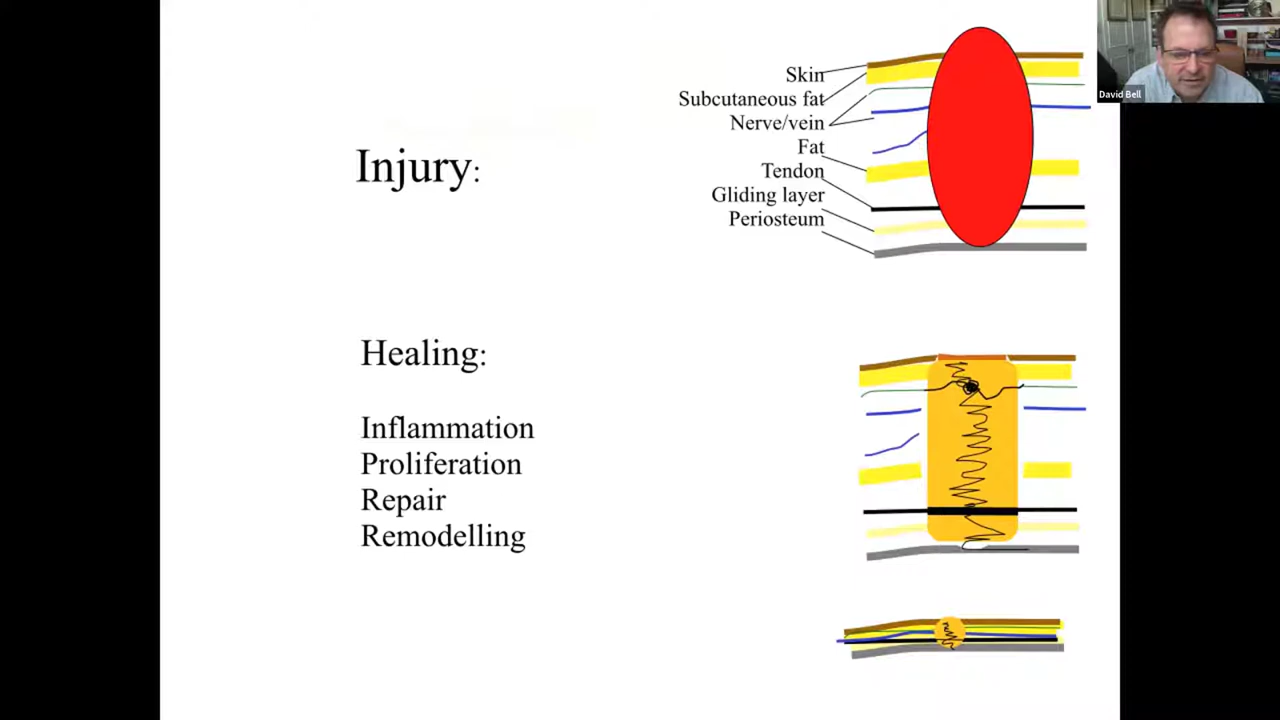 Injury:
Skin
Subcutaneous fat
Nerve/vein
Fat
Tendon
Gliding layer
Periosteum
Healing:
Inflammation
Proliferation
Repair
Remodelling
David Bell